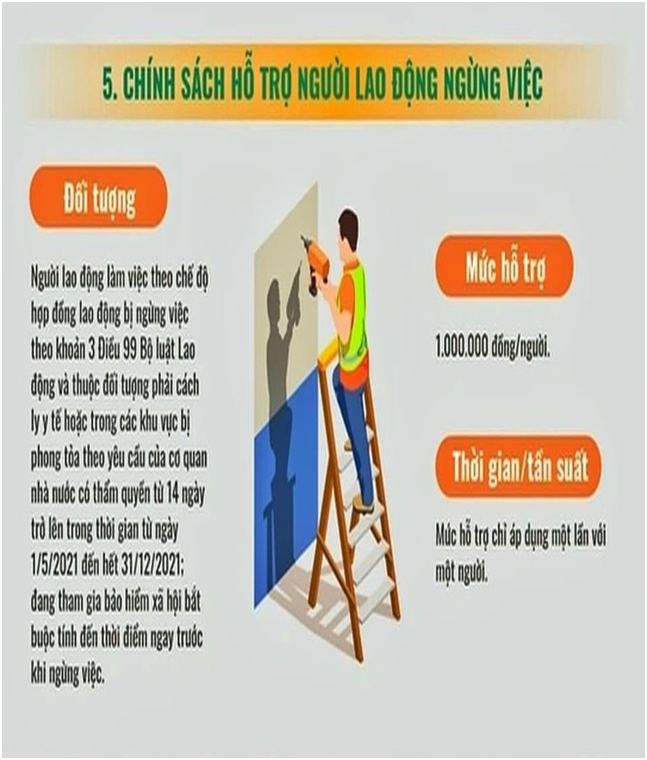 5. CHÍNH SÁCH HỖ TRỢ NGƯỜI LAO ĐỘNG NGỪNG VIỆC
Đối tượng
Người lao động làm việc theo chế độ
hợp đồng lao động bị ngừng việc
theo khoản 3 Điều 99 Bộ luật Lao
động và thuộc đối tượng phải cách
ly y tế hoặc trong các khu vực bị
phong tỏa theo yêu cầu của cơ quan
nhà nước có thẩm quyền từ 14 ngày
trở lên trong thời gian từ ngày
1/5/2021 đến hết 31/12/2021;
đang tham gia bảo hiểm xã hội bắt
buộc tính đến thời điểm ngay trước
khi ngừng việc.
Mức hỗ trợ
1.000.000 đồng/người.
Thời gian/tần suất
Mức hỗ trợ chỉ áp dụng một lần với
một người.